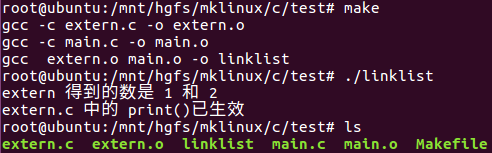 root@ubuntu:/mnt/hgfs/mklinux/c/test# make
gcc -c extern.c -o extern.o
gcc -c main.c -o main.o
gcc  extern.o main.o -o linklist
root@ubuntu:/mnt/hgfs/mklinux/c/test# ./linklist
extern 得到的数是 1 和 2
extern.c 中的 print()已生效
root@ubuntu:/mnt/hgfs/mklinux/c/test# ls
extern.c  extern.o  linklist  main.c  main.o  Makefile